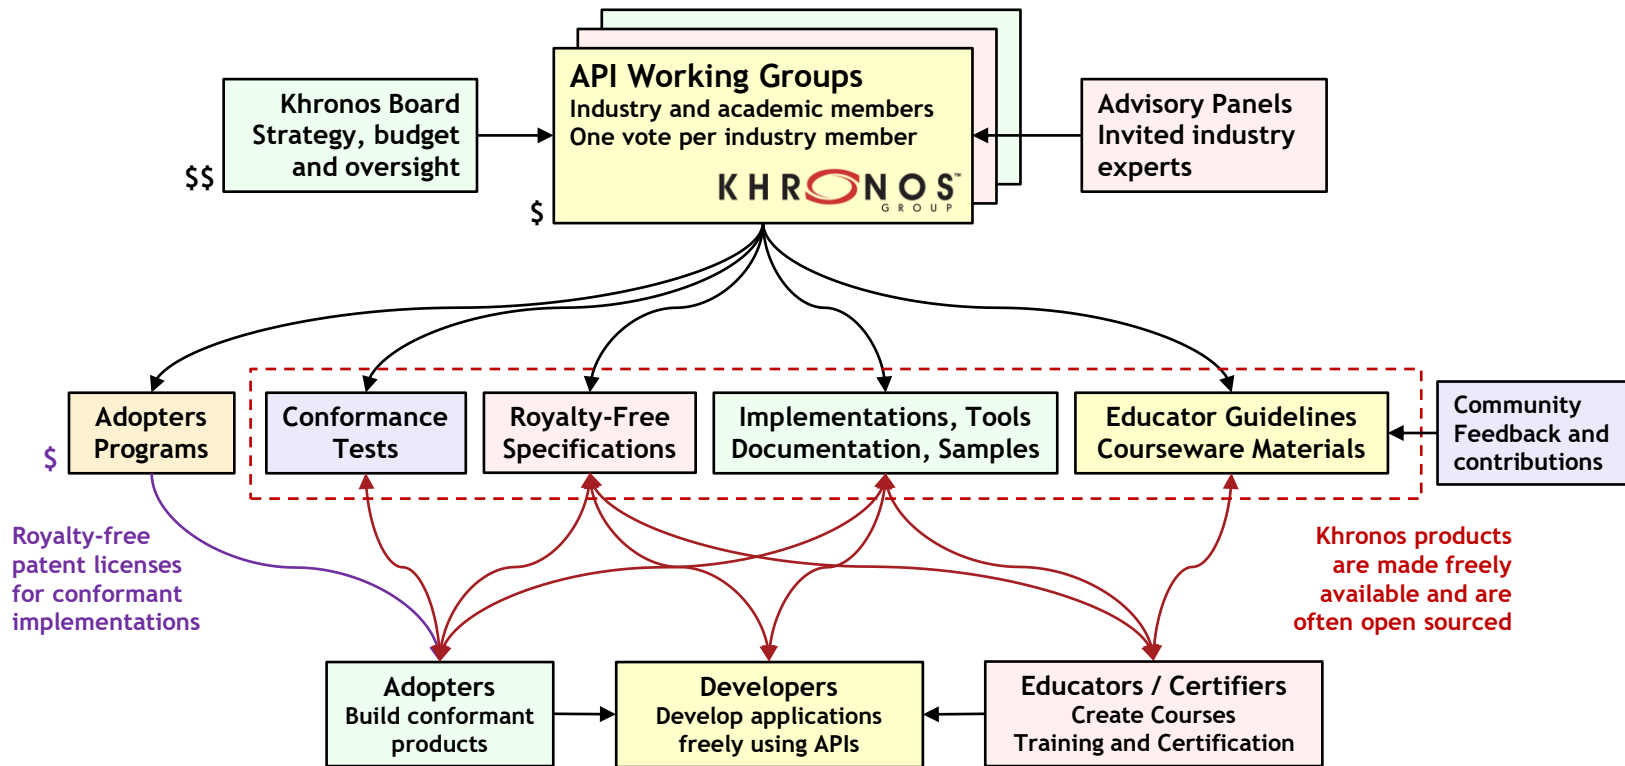 API Working Groups
Industry and academic members
One vote per industry member
KHRONOS™
GROUP
Khronos Board
Strategy, budget
and oversight
$$
$
Advisory Panels
Invited industry
experts
Adopters
Programs
$
Conformance
Tests
Royalty-Free
Specifications
Implementations, Tools
Documentation, Samples
Educator Guidelines
Courseware Materials
Community
Feedback and
contributions
Royalty-free
patent licenses
for conformant
implementations
Khronos products
are made freely
available and are
often open sourced
Adopters
Build conformant
products
Developers
Develop applications
freely using APIs
Educators / Certifiers
Create Courses
Training and Certification